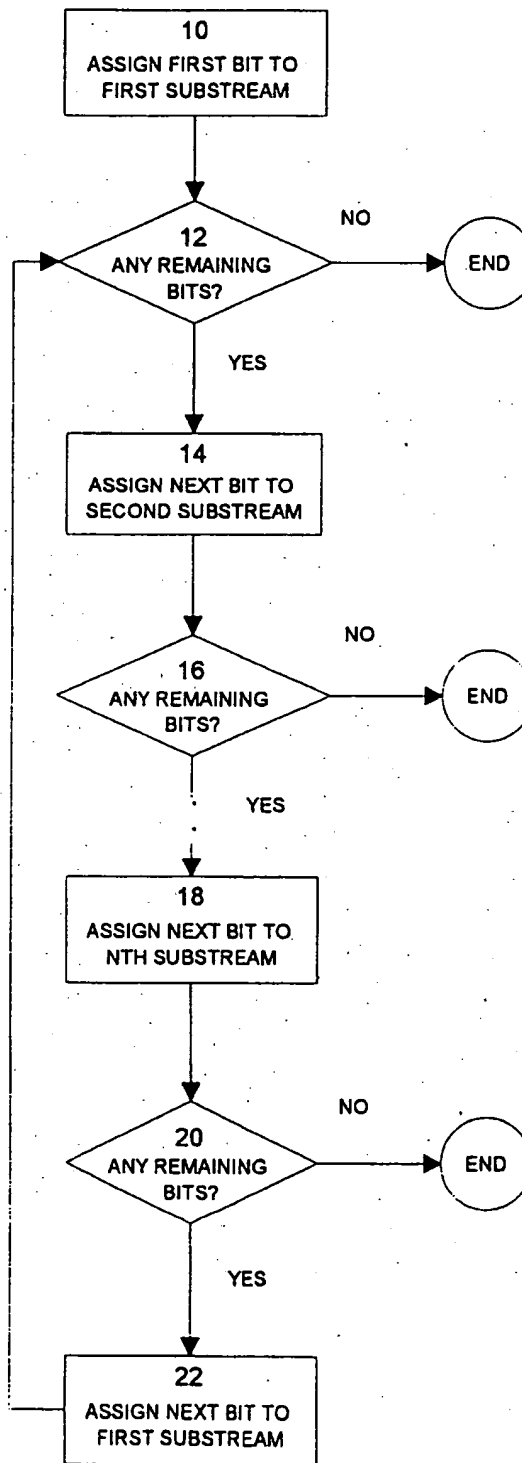 10
ASSIGN FIRST BIT TO
FIRST SUBSTREAM
NO
12
ANY REMAINING
BITS?
END
YES
14
ASSIGN NEXT BIT TO
SECOND SUBSTREAM
NO
16
ANY REMAINING
BITS?
END
YES
18
ASSIGN NEXT BIT TO
NTH SUBSTREAM
NO
20
ANY REMAINING
BITS?
END
YES
22
ASSIGN NEXT BIT TO
FIRST SUBSTREAM